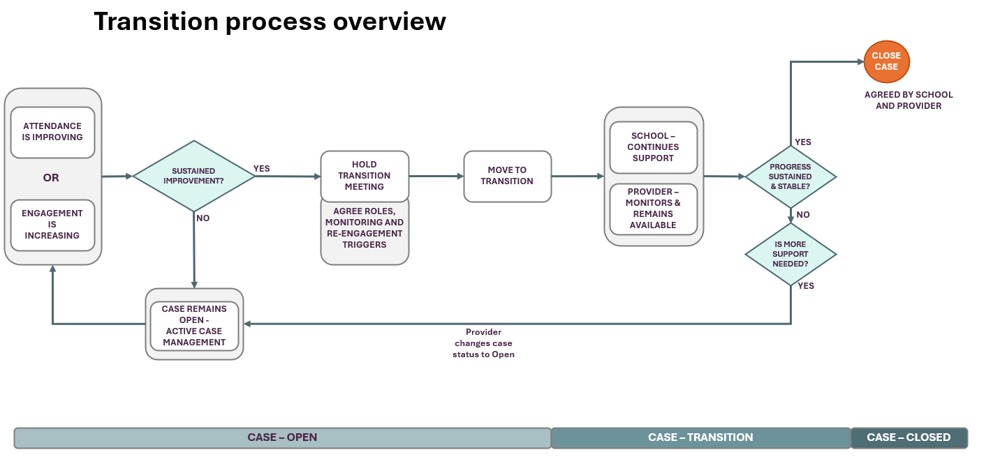 Transition process overview
CLOSE
CASE
AGREED BY SCHOOL
AND PROVIDER
ATTENDANCE
IS IMPROVING
OR
ENGAGEMENT
IS
INCREASING
SUSTAINED
IMPROVEMENT?
YES
NO
HOLD
TRANSITION
MEETING
AGREE ROLES,
MONITORING AND
RE-ENGAGEMENT
TRIGGERS
MOVE TO
TRANSITION
SCHOOL –
CONTINUES
SUPPORT
PROVIDER –
MONITORS &
REMAINS
AVAILABLE
YES
PROGRESS
SUSTAINED
& STABLE?
NO
IS MORE
SUPPORT
NEEDED?
YES
CASE REMAINS
OPEN -
ACTIVE CASE
MANAGEMENT
Provider
changes case
status to Open
CASE – OPEN
CASE – TRANSITION
CASE – CLOSED